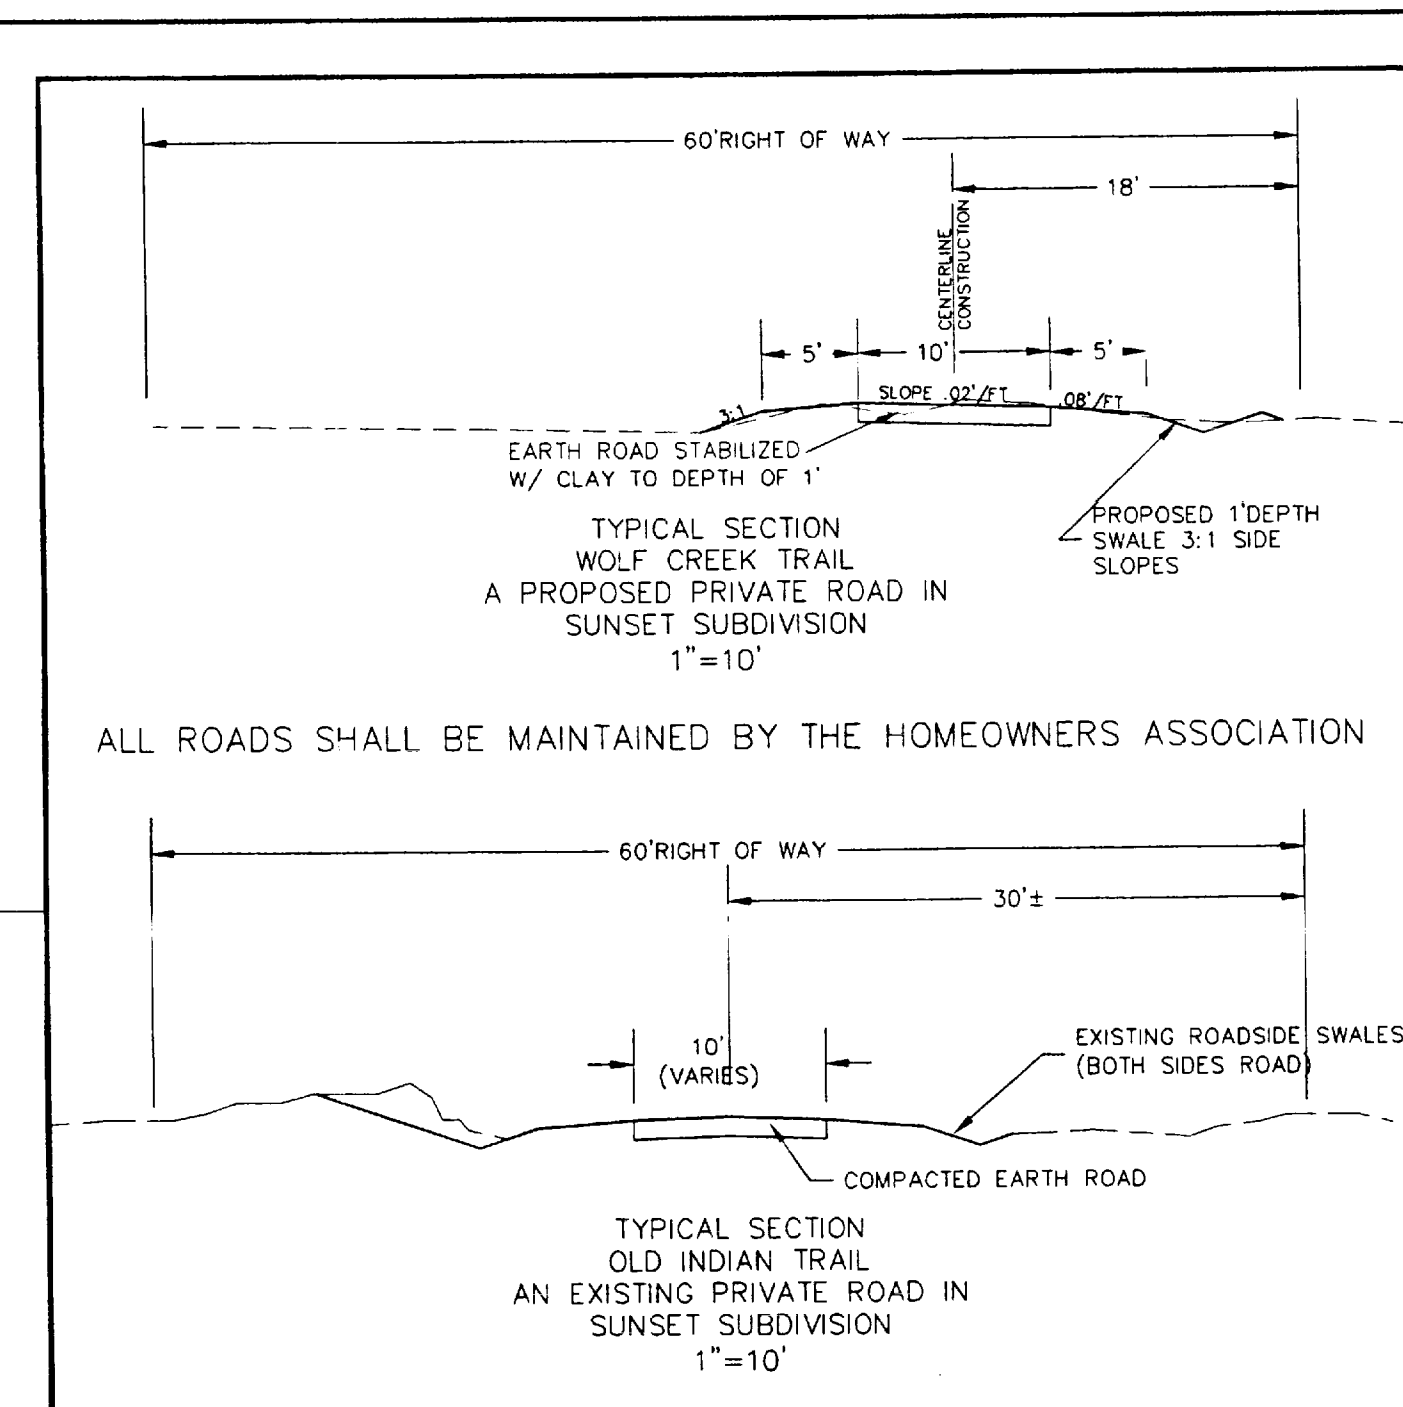 60'RIGHT OF WAY
18'
CENTERLINE
CONSTRUCTION
5'
10'
5'
3:1
SLOPE .02'/FT
.08'/FT
EARTH ROAD STABILIZED
W/ CLAY TO DEPTH OF 1'
PROPOSED 1'DEPTH
SWALE 3:1 SIDE
SLOPES
TYPICAL SECTION
WOLF CREEK TRAIL
A PROPOSED PRIVATE ROAD IN
SUNSET SUBDIVISION
1"=10'
ALL ROADS SHALL BE MAINTAINED BY THE HOMEOWNERS ASSOCIATION
60'RIGHT OF WAY
30'±
10'
(VARIES)
EXISTING ROADSIDE SWALES
(BOTH SIDES ROAD)
COMPACTED EARTH ROAD
TYPICAL SECTION
OLD INDIAN TRAIL
AN EXISTING PRIVATE ROAD IN
SUNSET SUBDIVISION
1"=10'